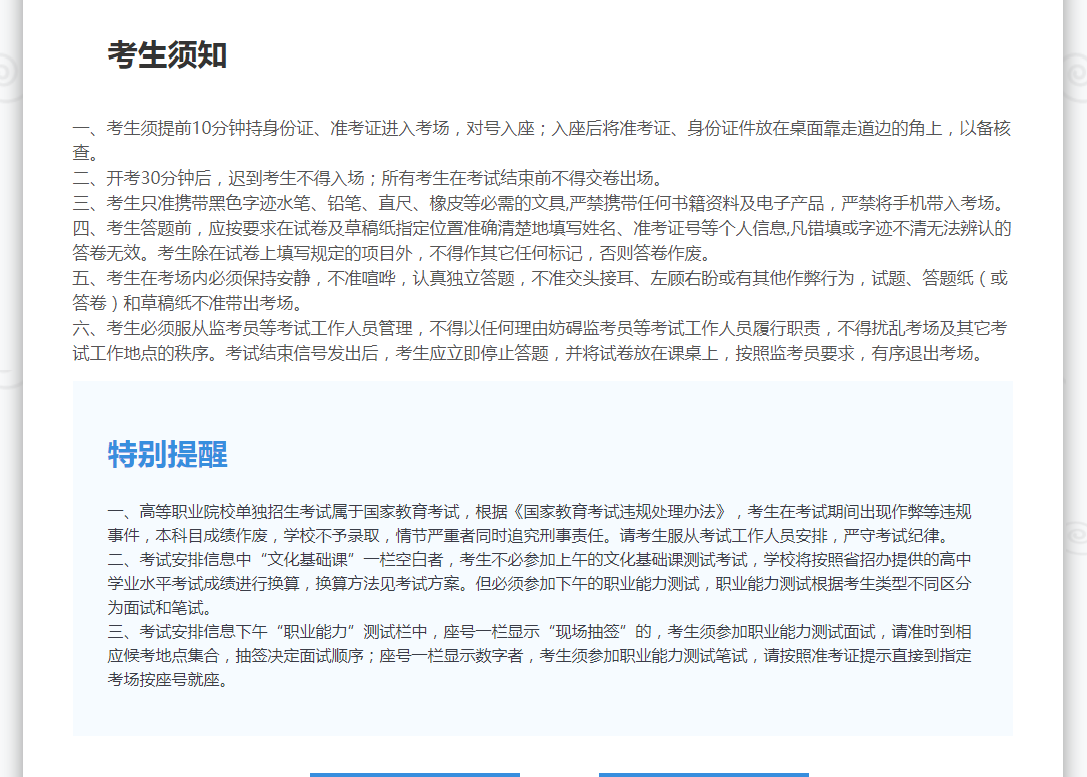 考生须知
一、考生须提前10分钟持身份证、准考证进入考场，对号入座；入座后将准考证、身份证件放在桌面靠走道边的角上，以备核
查。
二、开考30分钟后，迟到考生不得入场；所有考生在考试结束前不得交卷出场。
三、考生只准携带黑色字迹水笔、铅笔、直尺、橡皮等必需的文具,严禁携带任何书籍资料及电子产品，严禁将手机带入考场。
四、考生答题前，应按要求在试卷及草稿纸指定位置准确清楚地填写姓名、准考证号等个人信息,凡错填或字迹不清无法辨认的
答卷无效。考生除在试卷上填写规定的项目外，不得作其它任何标记，否则答卷作废。
五、考生在考场内必须保持安静，不准喧哗，认真独立答题，不准交头接耳、左顾右盼或有其他作弊行为，试题、答题纸（或
答卷）和草稿纸不准带出考场。
六、考生必须服从监考员等考试工作人员管理，不得以任何理由妨碍监考员等考试工作人员履行职责，不得扰乱考场及其它考
试工作地点的秩序。考试结束信号发出后，考生应立即停止答题，并将试卷放在课桌上，按照监考员要求，有序退出考场。
特别提醒
一、高等职业院校单独招生考试属于国家教育考试，根据《国家教育考试违规处理办法》，考生在考试期间出现作弊等违规
事件，本科目成绩作废，学校不予录取，情节严重者同时追究刑事责任。请考生服从考试工作人员安排，严守考试纪律。
二、考试安排信息中“文化基础课”一栏空白者，考生不必参加上午的文化基础课测试考试，学校将按照省招办提供的高中
学业水平考试成绩进行换算，换算方法见考试方案。但必须参加下午的职业能力测试，职业能力测试根据考生类型不同区分
为面试和笔试。
三、考试安排信息下午“职业能力”测试栏中，座号一栏显示“现场抽签”的，考生须参加职业能力测试面试，请准时到相
应候考地点集合，抽签决定面试顺序；座号一栏显示数字者，考生须参加职业能力测试笔试，请按照准考证提示直接到指定
考场按座号就座。